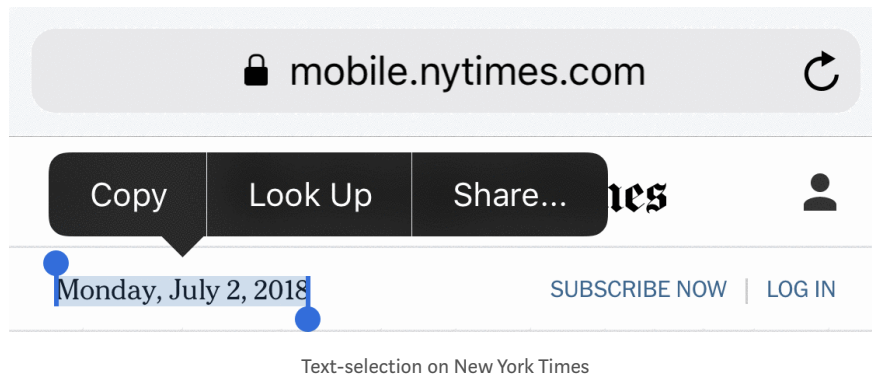 mobile.nytimes.com
Copy Look Up Share...
Monday, July 2, 2018 SUBSCRIBE NOW | LOG IN
Text-selection on New York Times